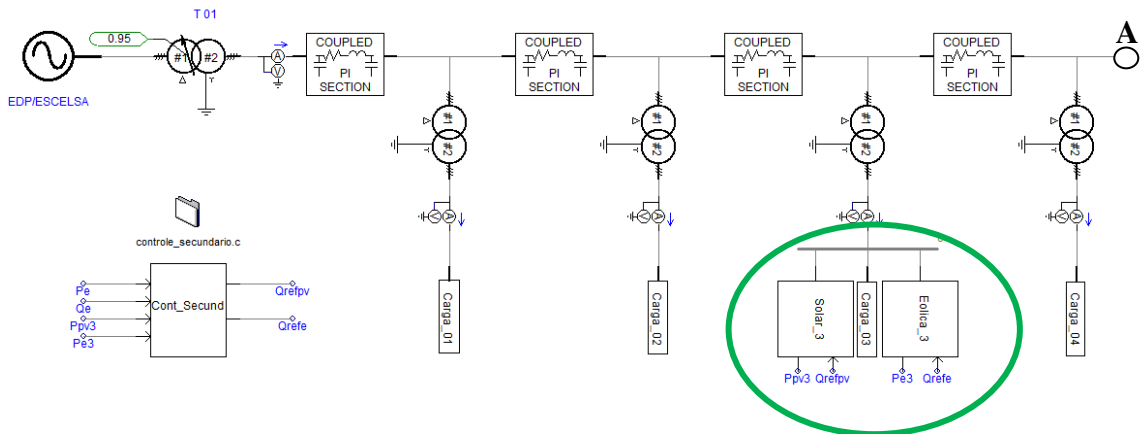 T 01
0.95
#1
#2
A
V
EDP/ESCELSA
COUPLED
PI
SECTION
COUPLED
PI
SECTION
COUPLED
PI
SECTION
COUPLED
PI
SECTION
A
#1
#2
#1
#2
#1
#2
#1
#2
V
A
V
A
V
A
V
A
controle_secundario.c
Pe
Qe
Ppv3
Pe3
Cont_Secund
Qrefpv
Qrefe
Carga_01
Carga_02
Solar_3
Carga_03
Eolica_3
Carga_04
Ppv3
Qrefpv
Pe3
Qrefe